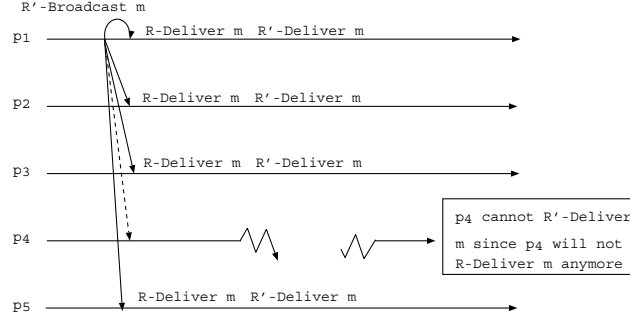 R'-Broadcast m
p1 R-Deliver m R'-Deliver m
p2 R-Deliver m R'-Deliver m
p3 R-Deliver m R'-Deliver m
p4
p4 cannot R'-Deliver
m since p4 will not
R-Deliver m anymore
p5 R-Deliver m R'-Deliver m